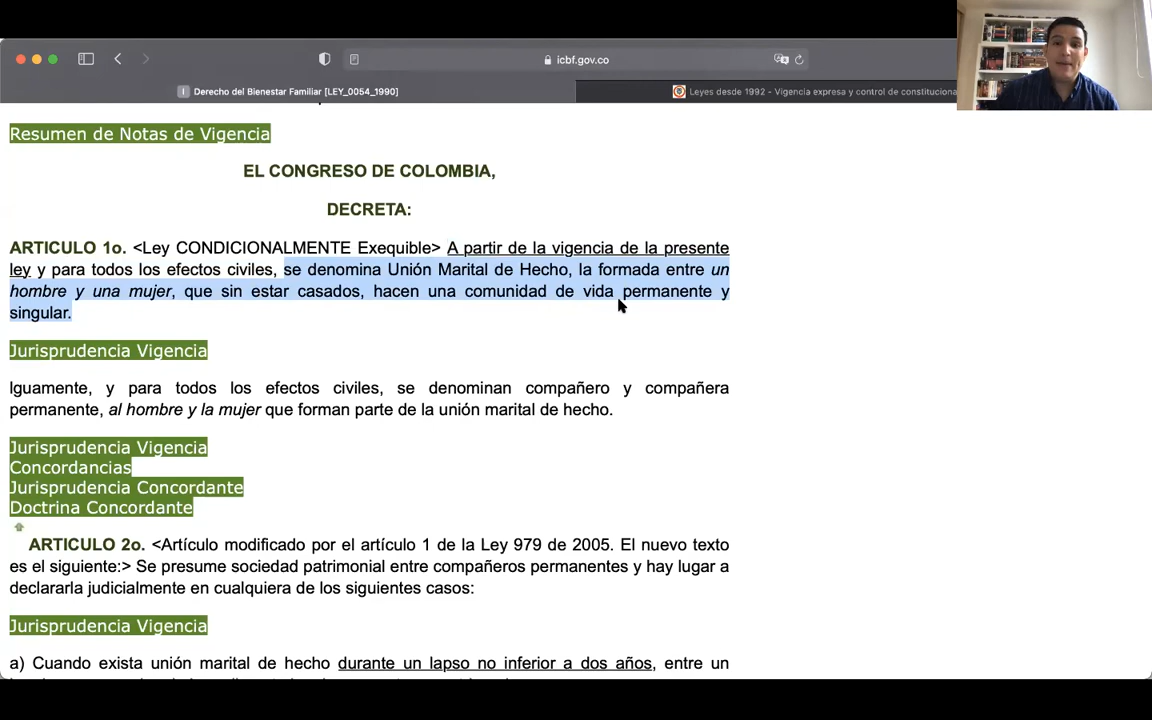 icbf.gov.co
Derecho del Bienestar Familiar [LEY_0054_1990]
Leyes desde 1992 - Vigencia expresa y control de constituciona
Resumen de Notas de Vigencia
EL CONGRESO DE COLOMBIA,
DECRETA:
ARTICULO 1o. <Ley CONDICIONALMENTE Exequible> A partir de la vigencia de la presente
ley y para todos los efectos civiles, se denomina Unión Marital de Hecho, la formada entre un
hombre y una mujer, que sin estar casados, hacen una comunidad de vida permanente y
singular.
Jurisprudencia Vigencia
Igualmente, y para todos los efectos civiles, se denominan compañero y compañera
permanente, al hombre y la mujer que forman parte de la unión marital de hecho.
Jurisprudencia Vigencia
Concordancias
Jurisprudencia Concordante
Doctrina Concordante
ARTICULO 2o. <Artículo modificado por el artículo 1 de la Ley 979 de 2005. El nuevo texto
es el siguiente:> Se presume sociedad patrimonial entre compañeros permanentes y hay lugar a
declararla judicialmente en cualquiera de los siguientes casos:
Jurisprudencia Vigencia
a) Cuando exista unión marital de hecho durante un lapso no inferior a dos años, entre un